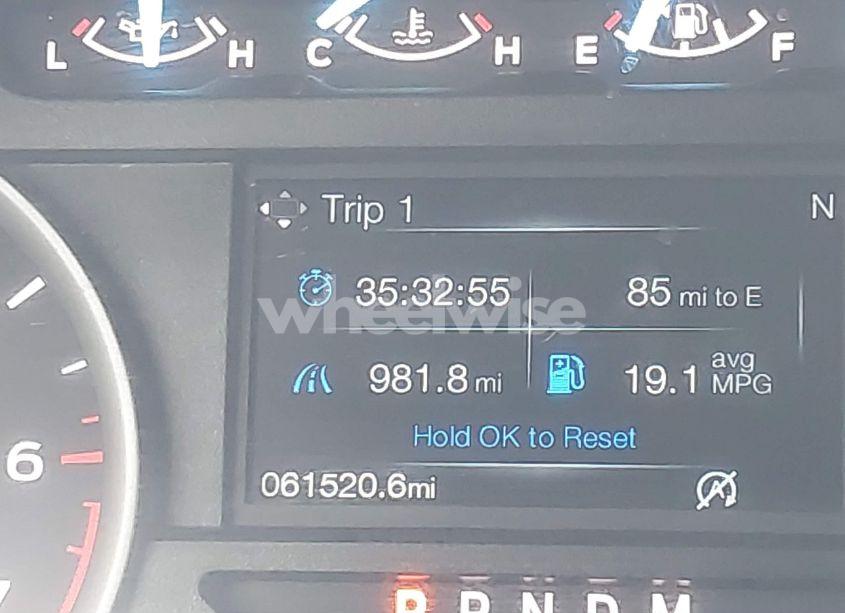 L H C H E F
Trip 1 N
35:32:55 85 mi to E
wheelwise
981.8 mi 19.1 avg MPG
Hold OK to Reset
061520.6mi
6
P R N D M